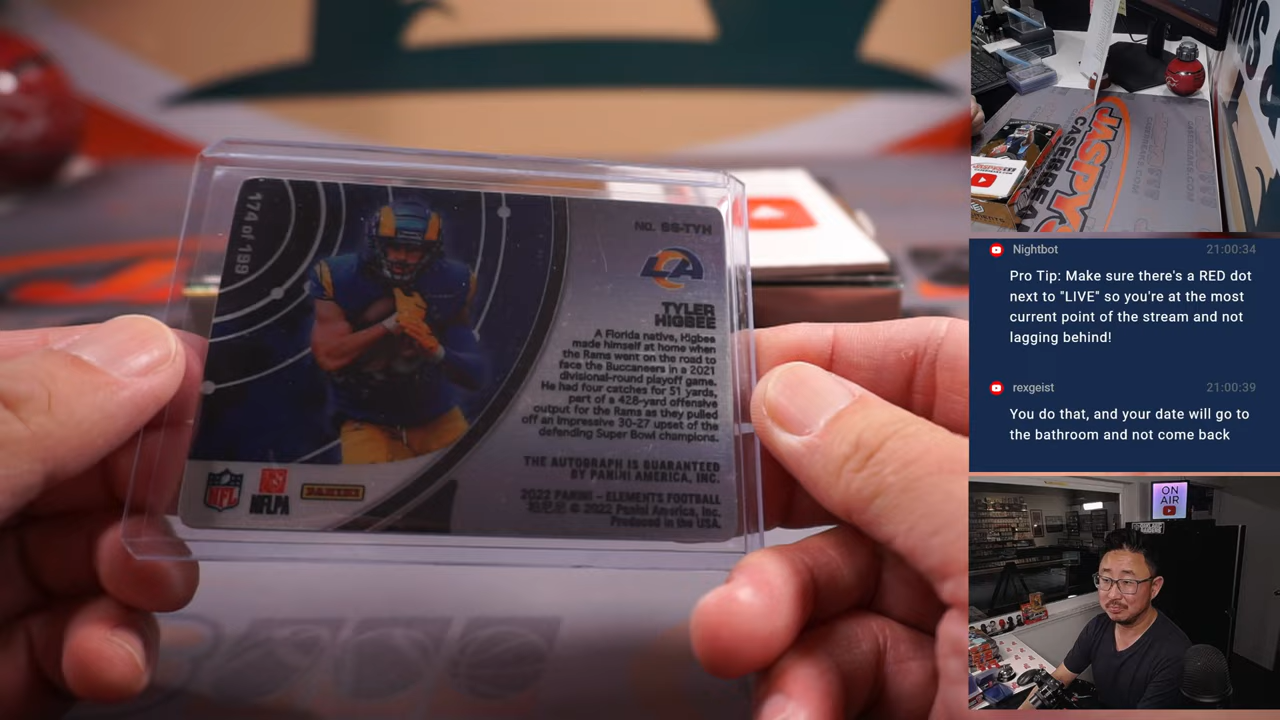 174 of 199
No. SS-TYH
LA
TYLER
HIGBEE
A Florida native, Higbee
made himself at home when
the Rams went on the road to
face the Buccaneers in a 2021
divisional-round playoff game.
He had four catches for 51 yards,
part of a 428-yard offensive
output for the Rams as they pulled
off an impressive 30-27 upset of the
defending Super Bowl champions.
THE AUTOGRAPH IS GUARANTEED
BY PANINI AMERICA, INC.
2022 PANINI – ELEMENTS FOOTBALL
© 2022 Panini America, Inc.
Produced in the USA.
NFL
NFLPA
PANINI
JASPY'S
CASEBREAKERS
Nightbot 21:00:34
Pro Tip: Make sure there's a RED dot
next to "LIVE" so you're at the most
current point of the stream and not
lagging behind!
rexgeist 21:00:39
You do that, and your date will go to
the bathroom and not come back
ON
AIR